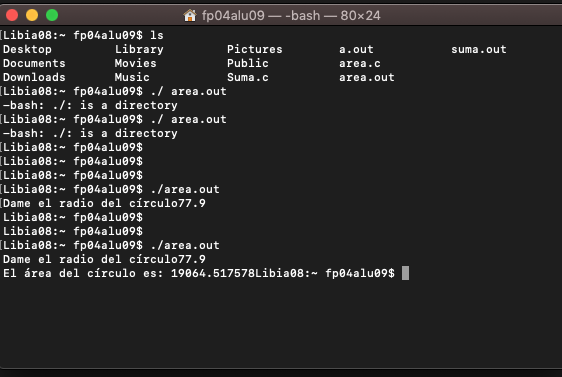 fp04alu09 — -bash — 80×24
[Libia08:~ fp04alu09$ ls
Desktop Library Pictures a.out suma.out
Documents Movies Public area.c
Downloads Music Suma.c area.out
[Libia08:~ fp04alu09$ ./ area.out
-bash: ./: is a directory
[Libia08:~ fp04alu09$ ./ area.out
-bash: ./: is a directory
[Libia08:~ fp04alu09$
[Libia08:~ fp04alu09$
[Libia08:~ fp04alu09$
[Libia08:~ fp04alu09$ ./area.out
Dame el radio del círculo77.9
Libia08:~ fp04alu09$
Libia08:~ fp04alu09$
[Libia08:~ fp04alu09$ ./area.out
Dame el radio del círculo77.9
El área del círculo es: 19064.517578Libia08:~ fp04alu09$